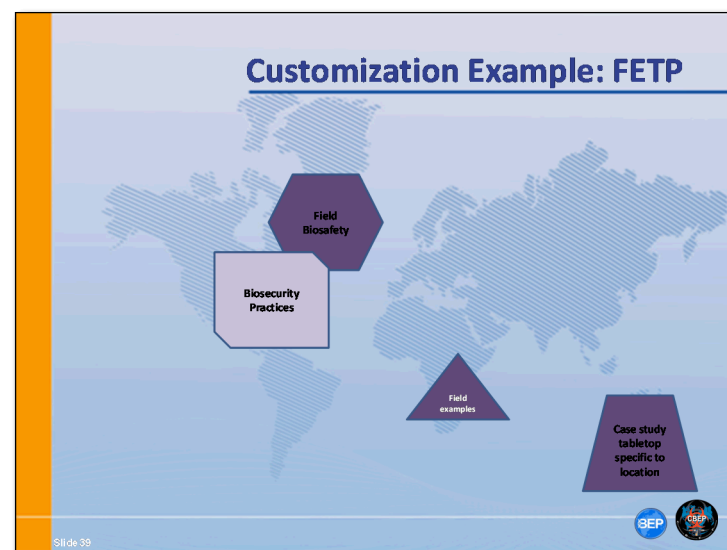 Customization Example: FETP
Field
Biosafety
Biosecurity
Practices
Field
examples
Case study
tabletop
specific to
location
BEP
CBEP
Slide 39